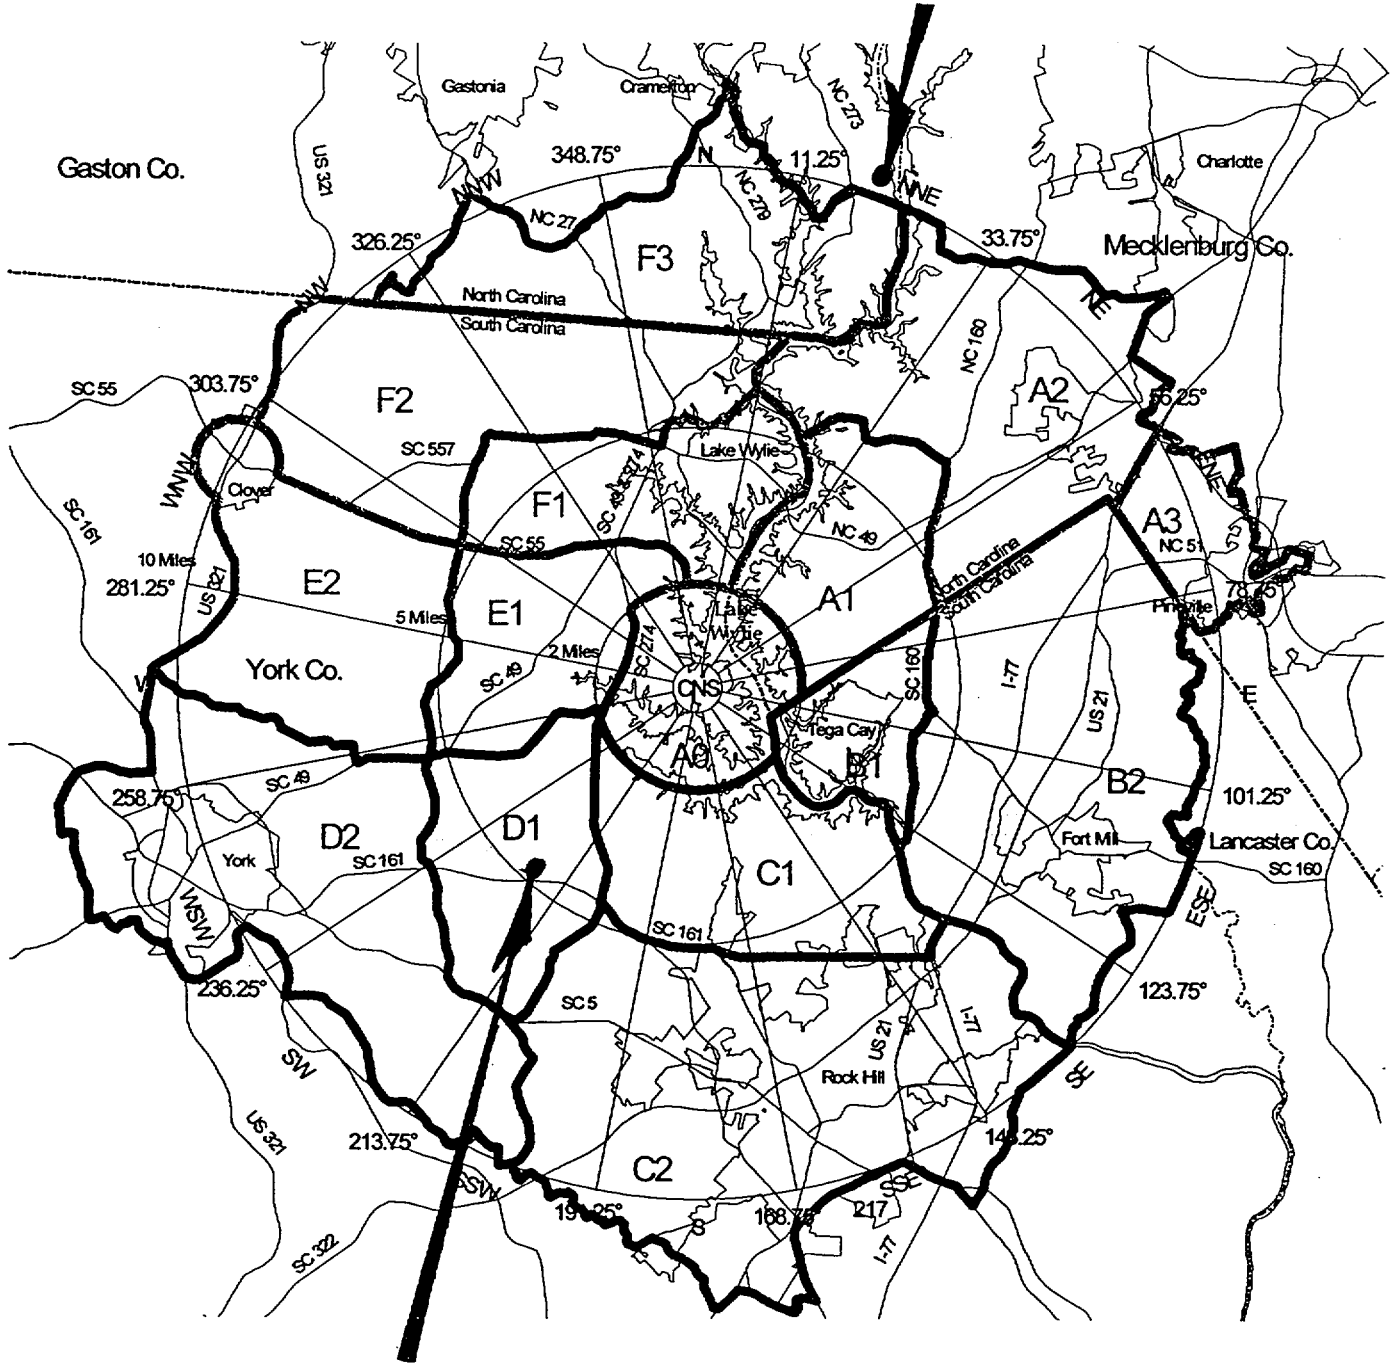 Gastonia
Cramerton
NC 273
Gaston Co.
US 321
348.75°
N
11.25°
Charlotte
NNW
NC 279
NNE
NC 27
326.25°
F3
33.75°
Mecklenburg Co.
NW
North Carolina
South Carolina
NE
NC 160
SC 55
303.75°
F2
A2
56.25°
SC 557
Lake Wylie
WNW
Clover
SC 49 & 274
ENE
F1
SC 161
NC 49
A3
SC 55
NC 51
10 Miles
281.25°
US 321
E2
North Carolina
South Carolina
5 Miles
E1
A1
Lake
Wylie
Pineville
2 Miles
SC 274
York Co.
SC 49
SC 160
I-77
CNS
E
US 21
Tega Cay
A0
B1
B2
SC 49
258.75°
101.25°
D2
D1
Fort Mill
Lancaster Co.
York
SC 161
SC 160
C1
WSW
ESE
SC 161
236.25°
123.75°
SC 5
I-77
US 21
SW
Rock Hill
SE
US 321
213.75°
C2
SSW
SSE
168.75°
217
S
SC 322
I-77